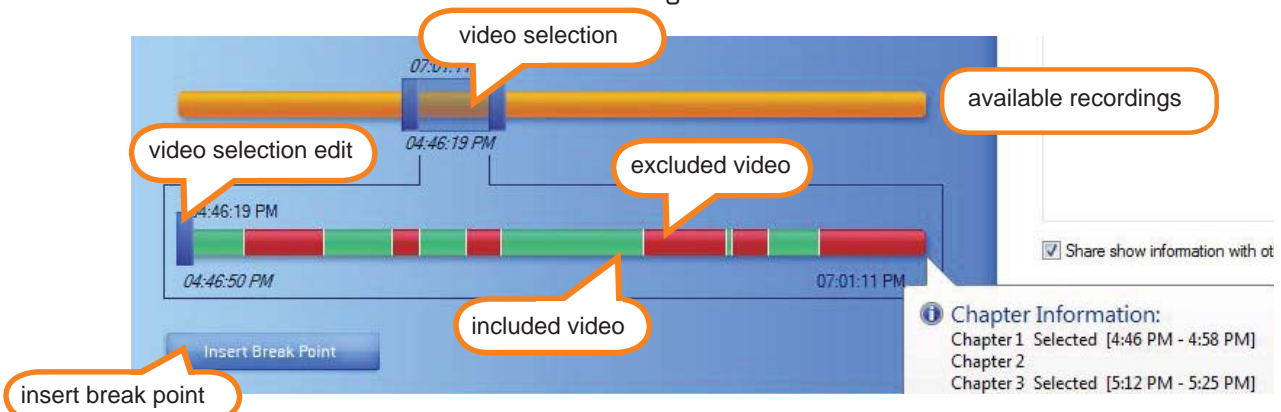 video selection
07:01:11
available recordings
04:46:19 PM
video selection edit
excluded video
04:46:19 PM
Share show information with ot
04:46:50 PM
07:01:11 PM
included video
Chapter Information:
Chapter 1 Selected [4:46 PM - 4:58 PM]
Insert Break Point
Chapter 2
Chapter 3 Selected [5:12 PM - 5:25 PM]
insert break point